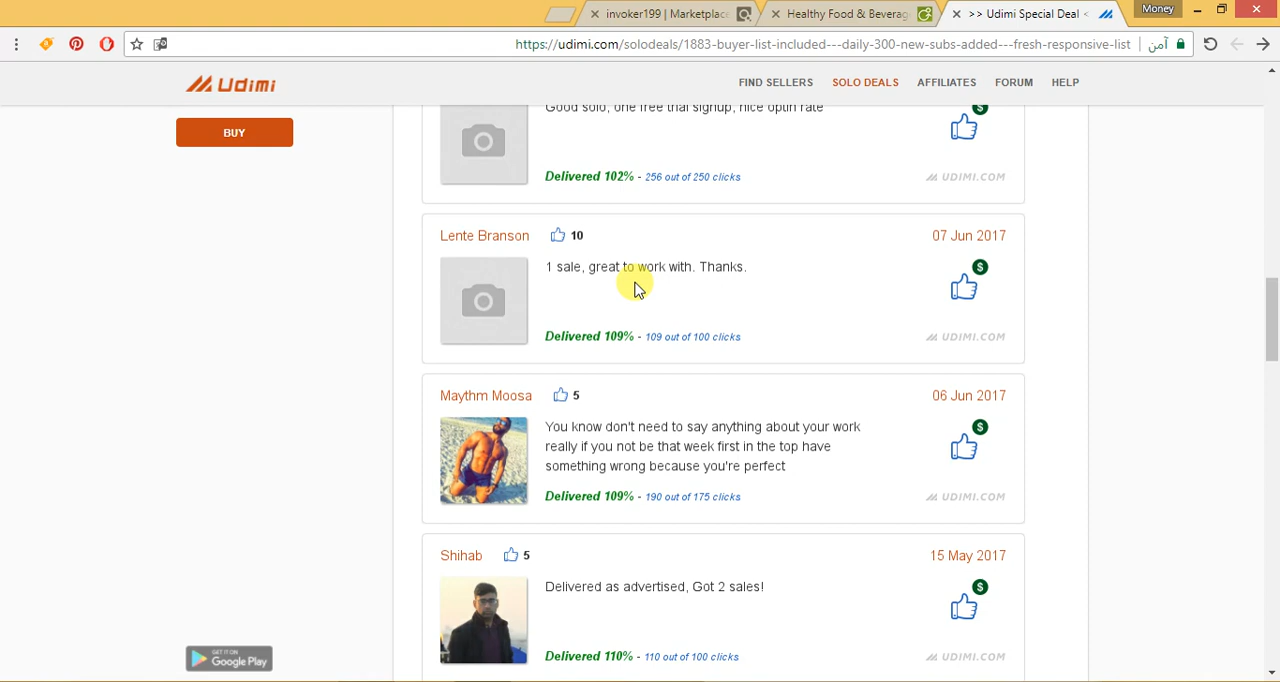 invoker199 | Marketplac
Healthy Food & Beverag
>> Udimi Special Deal <
Money
https://udimi.com/solodeals/1883-buyer-list-included---daily-300-new-subs-added---fresh-responsive-list
آمن
Udimi
FIND SELLERS
SOLO DEALS
AFFILIATES
FORUM
HELP
BUY
Good solo, one free trial signup, nice optin rate
$
Delivered 102% - 256 out of 250 clicks
UDIMI.COM
Lente Branson
10
07 Jun 2017
1 sale, great to work with. Thanks.
$
Delivered 109% - 109 out of 100 clicks
UDIMI.COM
Maythm Moosa
5
06 Jun 2017
You know don't need to say anything about your work
really if you not be that week first in the top have
something wrong because you're perfect
$
Delivered 109% - 190 out of 175 clicks
UDIMI.COM
Shihab
5
15 May 2017
Delivered as advertised, Got 2 sales!
$
Delivered 110% - 110 out of 100 clicks
UDIMI.COM
GET IT ON
Google Play